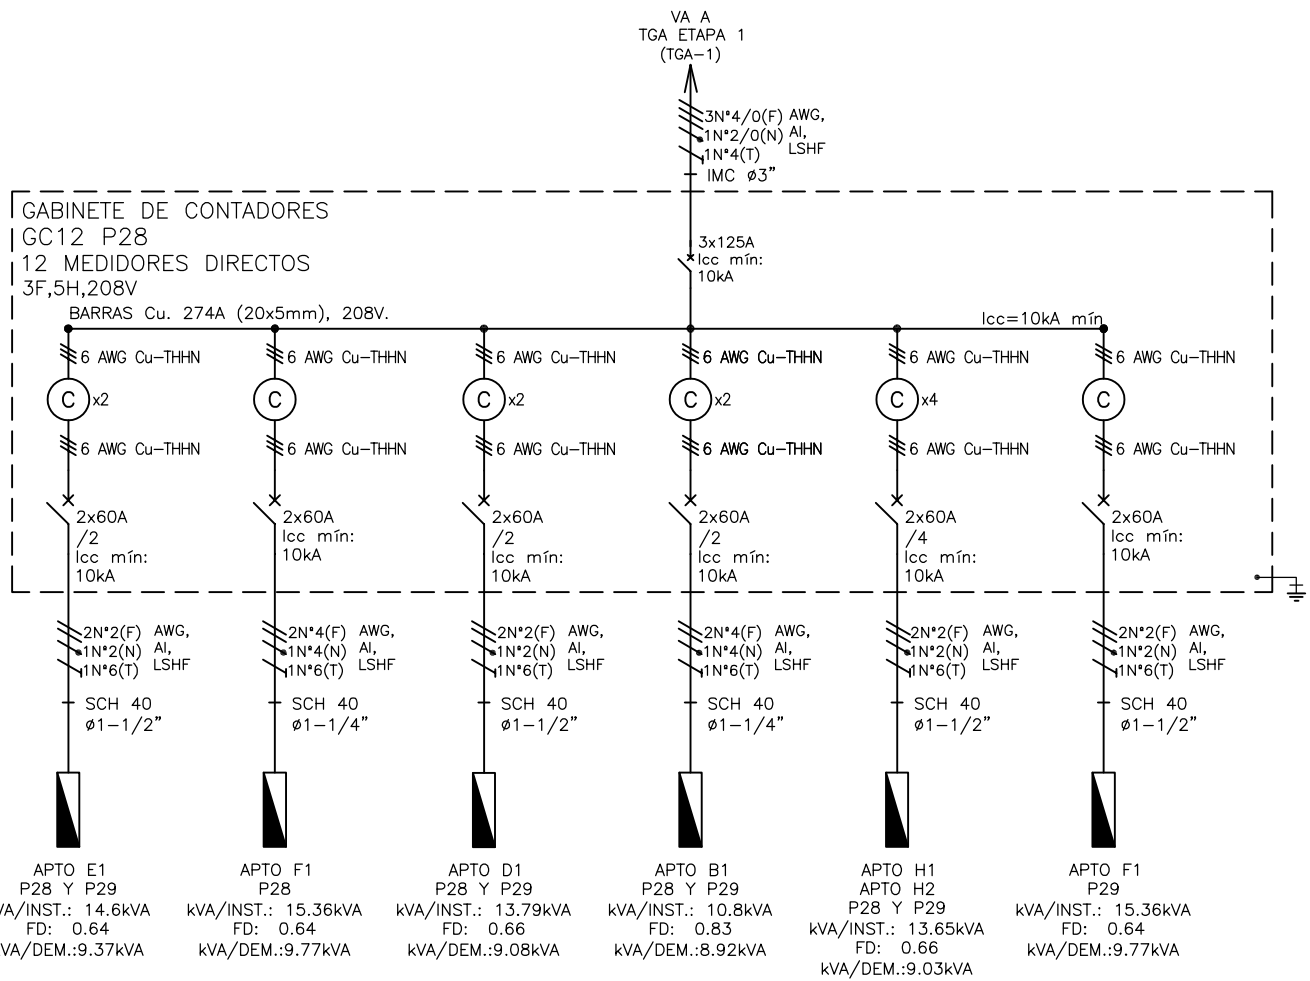 VA A
TGA ETAPA 1
(TGA-1)
3N°4/0(F) AWG,
1N°2/0(N) Al,
1N°4(T) LSHF
IMC ø3"
GABINETE DE CONTADORES
GC12 P28
12 MEDIDORES DIRECTOS
3F,5H,208V
3x125A
Icc mín:
10kA
BARRAS Cu. 274A (20x5mm), 208V.
Icc=10kA mín
6 AWG Cu-THHN
C x2
6 AWG Cu-THHN
2x60A
/2
Icc mín:
10kA
2N°2(F) AWG,
1N°2(N) Al,
1N°6(T) LSHF
SCH 40
ø1-1/2"
APTO E1
P28 Y P29
VA/INST.: 14.6kVA
FD: 0.64
VA/DEM.:9.37kVA
6 AWG Cu-THHN
C
6 AWG Cu-THHN
2x60A
Icc mín:
10kA
2N°4(F) AWG,
1N°4(N) Al,
1N°6(T) LSHF
SCH 40
ø1-1/4"
APTO F1
P28
kVA/INST.: 15.36kVA
FD: 0.64
kVA/DEM.:9.77kVA
6 AWG Cu-THHN
C x2
6 AWG Cu-THHN
2x60A
/2
Icc mín:
10kA
2N°2(F) AWG,
1N°2(N) Al,
1N°6(T) LSHF
SCH 40
ø1-1/2"
APTO D1
P28 Y P29
kVA/INST.: 13.79kVA
FD: 0.66
kVA/DEM.:9.08kVA
6 AWG Cu-THHN
C x2
6 AWG Cu-THHN
2x60A
/2
Icc mín:
10kA
2N°4(F) AWG,
1N°4(N) Al,
1N°6(T) LSHF
SCH 40
ø1-1/4"
APTO B1
P28 Y P29
kVA/INST.: 10.8kVA
FD: 0.83
kVA/DEM.:8.92kVA
6 AWG Cu-THHN
C x4
6 AWG Cu-THHN
2x60A
/4
Icc mín:
10kA
2N°2(F) AWG,
1N°2(N) Al,
1N°6(T) LSHF
SCH 40
ø1-1/2"
APTO H1
APTO H2
P28 Y P29
kVA/INST.: 13.65kVA
FD: 0.66
kVA/DEM.:9.03kVA
6 AWG Cu-THHN
C
6 AWG Cu-THHN
2x60A
Icc mín:
10kA
2N°2(F) AWG,
1N°2(N) Al,
1N°6(T) LSHF
SCH 40
ø1-1/2"
APTO F1
P29
kVA/INST.: 15.36kVA
FD: 0.64
kVA/DEM.:9.77kVA